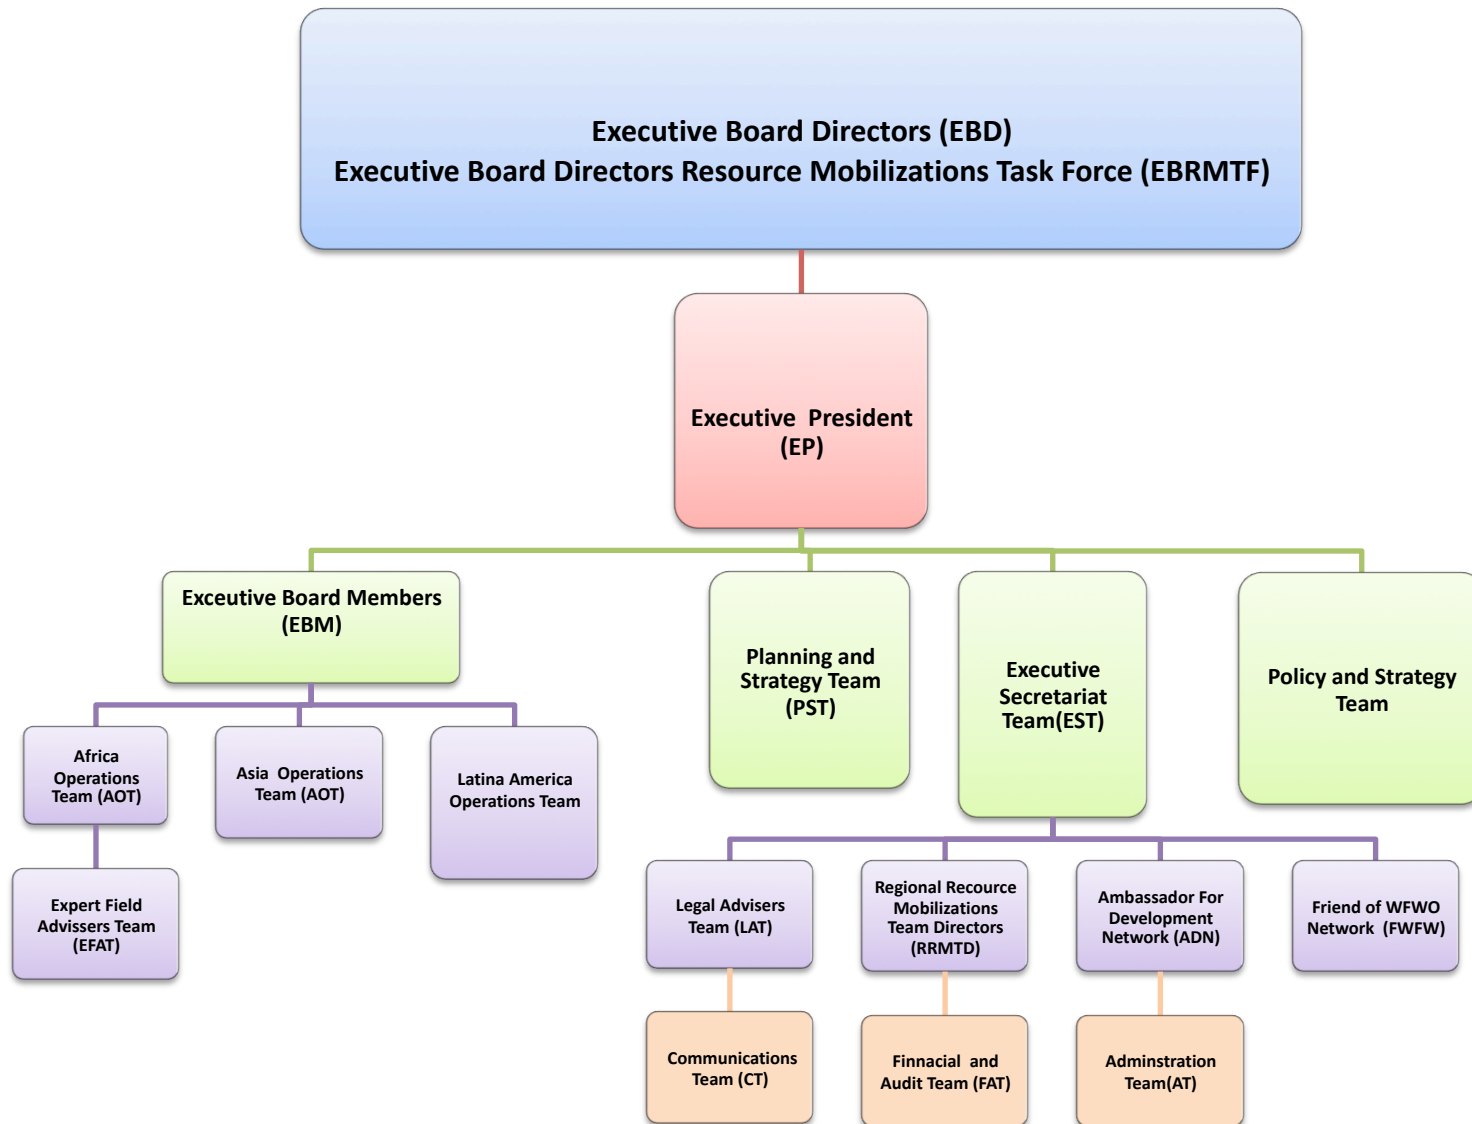 Executive Board Directors (EBD)
Executive Board Directors Resource Mobilizations Task Force (EBRMTF)
Executive President
(EP)
Exceutive Board Members
(EBM)
Planning and
Strategy Team
(PST)
Executive
Secretariat
Team(EST)
Policy and Strategy
Team
Africa
Operations
Team (AOT)
Asia Operations
Team (AOT)
Latina America
Operations Team
Expert Field
Advissers Team
(EFAT)
Legal Advisers
Team (LAT)
Regional Recource
Mobilizations
Team Directors
(RRMTD)
Ambassador For
Development
Network (ADN)
Friend of WFWO
Network (FWFW)
Communications
Team (CT)
Finnacial and
Audit Team (FAT)
Adminstration
Team(AT)